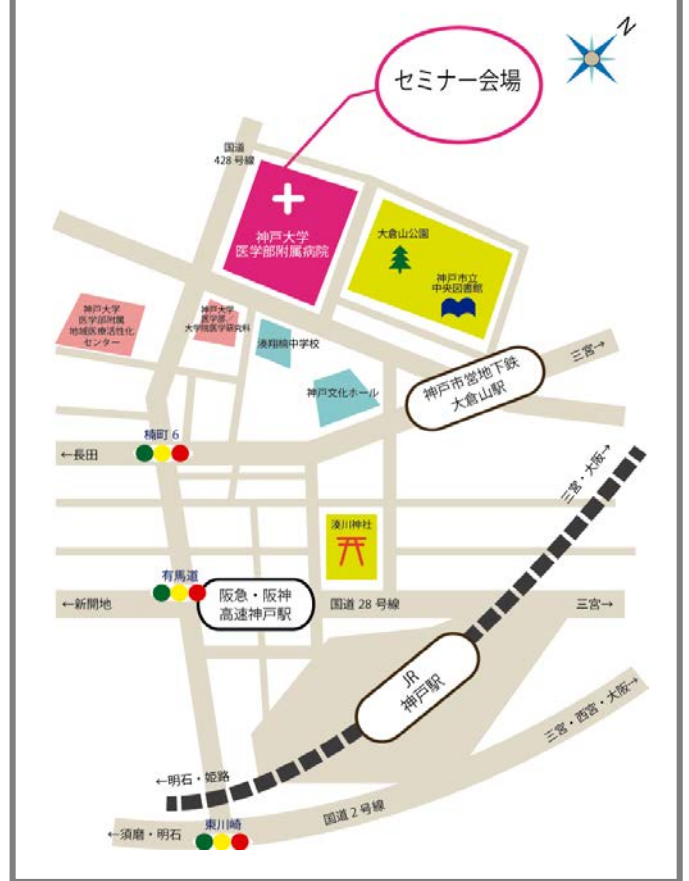 N
セミナー会場
国道
428 号線
神戸大学
医学部附属病院
大倉山公園
神戸市立
中央図書館
神戸大学
医学部附属
地域医療活性化
センター
神戸大学
医学部/
大学院医学研究科
湊翔楠中学校
神戸文化ホール
神戸市営地下鉄
大倉山駅
三宮→
楠町 6
←長田
三宮・大阪→
湊川神社
有馬道
←新開地
阪急・阪神
高速神戸駅
国道 28 号線
三宮→
JR
神戸駅
三宮・西宮・大阪→
←明石・姫路
国道 2 号線
東川崎
←須磨・明石